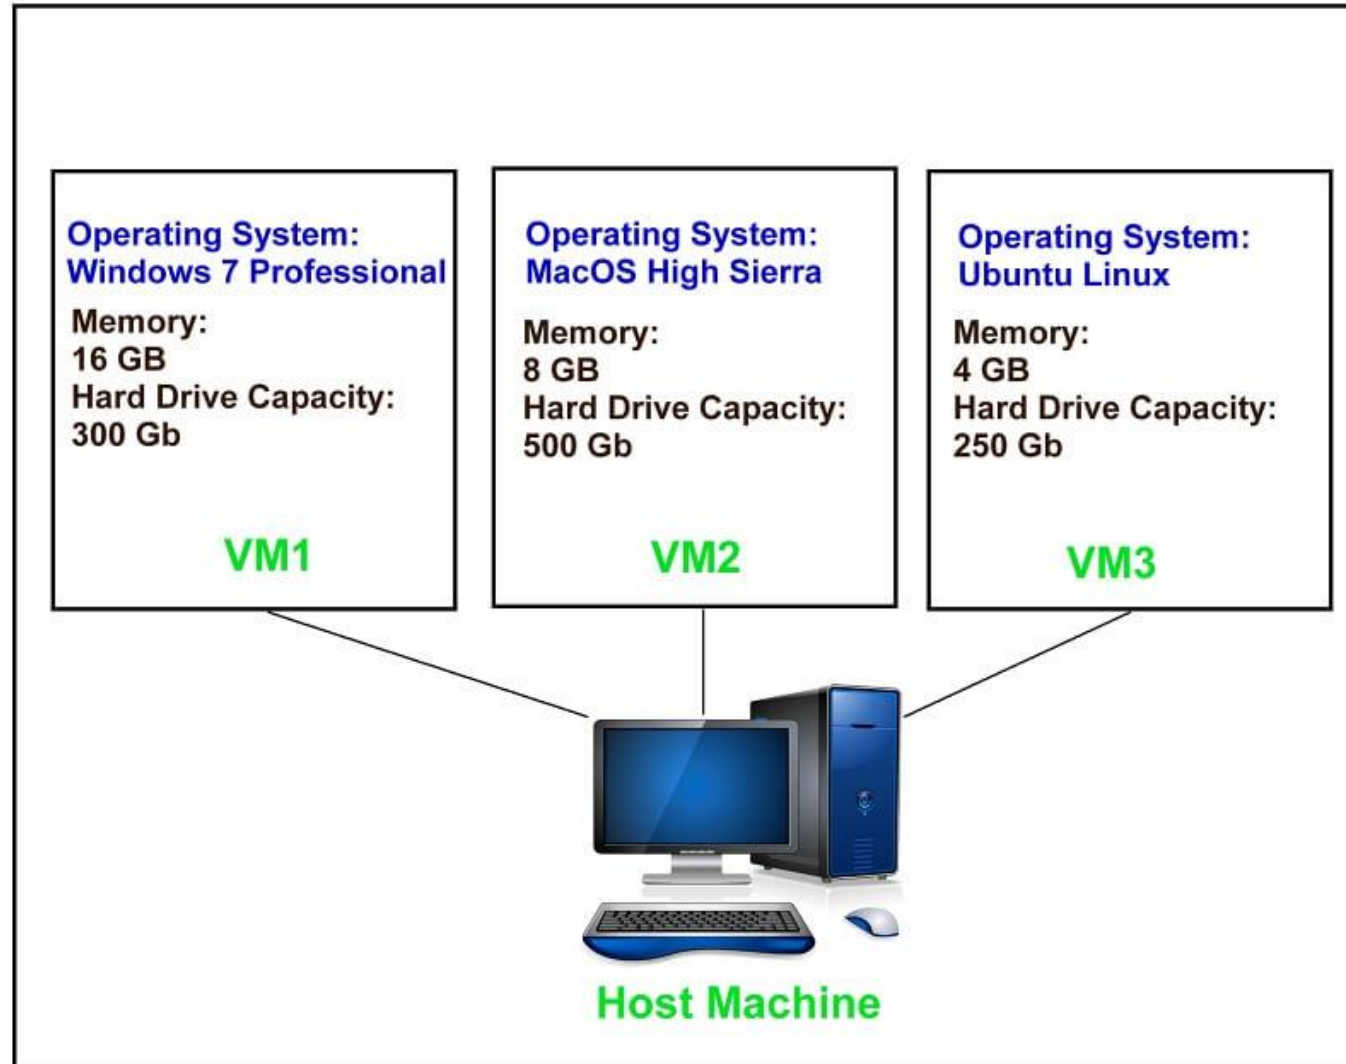 Operating System:
Windows 7 Professional
Memory:
16 GB
Hard Drive Capacity:
300 Gb
VM1
Operating System:
MacOS High Sierra
Memory:
8 GB
Hard Drive Capacity:
500 Gb
VM2
Operating System:
Ubuntu Linux
Memory:
4 GB
Hard Drive Capacity:
250 Gb
VM3
Host Machine